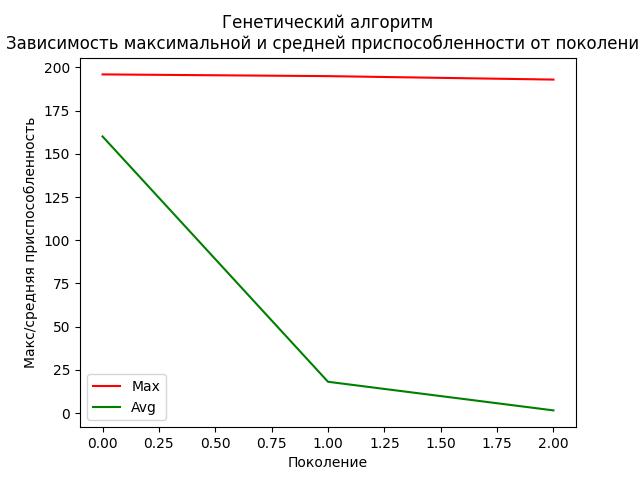 Генетический алгоритм
Зависимость максимальной и средней приспособленности от поколени
200
175
150
125
100
75
50
25
0
Макс/средняя приспособленность
Max
Avg
0.00 0.25 0.50 0.75 1.00 1.25 1.50 1.75 2.00
Поколение